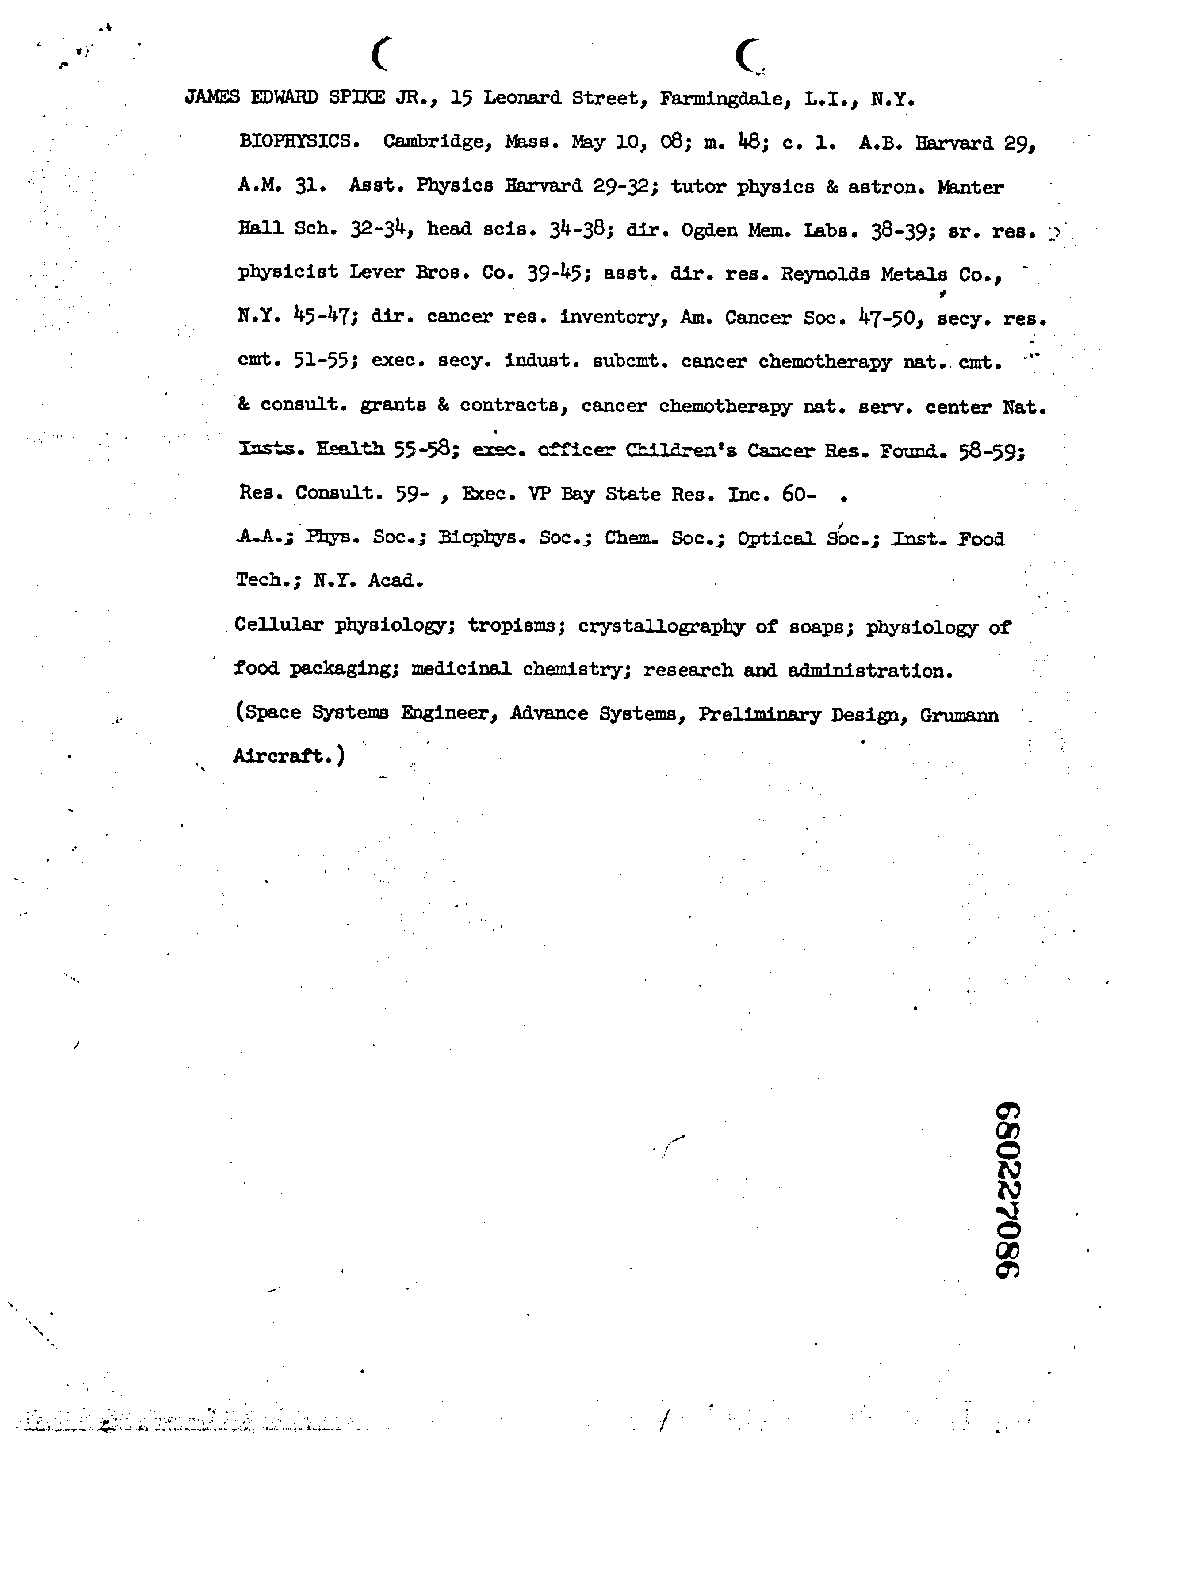 JAMES EDWARD SPIKE JR., 15 Leonard Street, Farmingdale, L.I., N.Y.
BIOPHYSICS. Cambridge, Mass. May 10, 08; m. 48; c. 1. A.B. Harvard 29,
A.M. 31. Asst. Physics Harvard 29-32; tutor physics & astron. Manter
Hall Sch. 32-34, head scis. 34-38; dir. Ogden Mem. Labs. 38-39; sr. res.
physicist Lever Bros. Co. 39-45; asst. dir. res. Reynolds Metals Co.,
N.Y. 45-47; dir. cancer res. inventory, Am. Cancer Soc. 47-50, secy. res.
cmt. 51-55; exec. secy. indust. subcmt. cancer chemotherapy nat. cmt.
& consult. grants & contracts, cancer chemotherapy nat. serv. center Nat.
Insts. Health 55-58; exec. officer Children's Cancer Res. Found. 58-59;
Res. Consult. 59- , Exec. VP Bay State Res. Inc. 60- .
A.A.; Phys. Soc.; Biophys. Soc.; Chem. Soc.; Optical Soc.; Inst. Food
Tech.; N.Y. Acad.
Cellular physiology; tropisms; crystallography of soaps; physiology of
food packaging; medicinal chemistry; research and administration.
(Space Systems Engineer, Advance Systems, Preliminary Design, Grumann
Aircraft.)
680227086